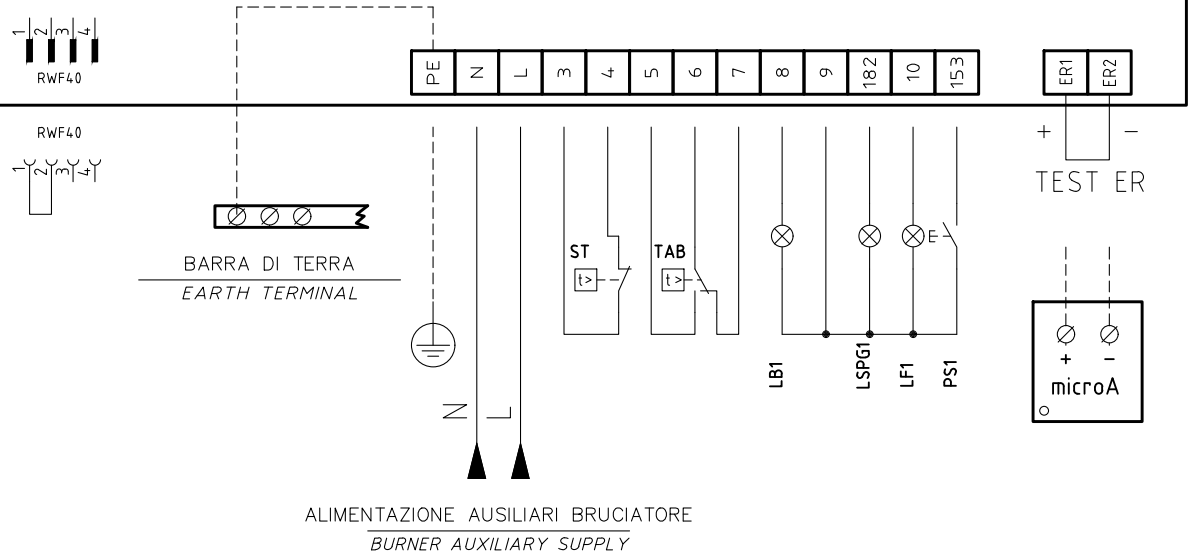 1 2 3 4
RWF40
PE N L 3 4 5 6 7 8 9 182 10 153
ER1 ER2
RWF40
1 2 3 4
+ -
TEST ER
BARRA DI TERRA
EARTH TERMINAL
ST
t>
TAB
t>
E
LB1
LSPG1
LF1
PS1
+ -
microA
N L
ALIMENTAZIONE AUSILIARI BRUCIATORE
BURNER AUXILIARY SUPPLY